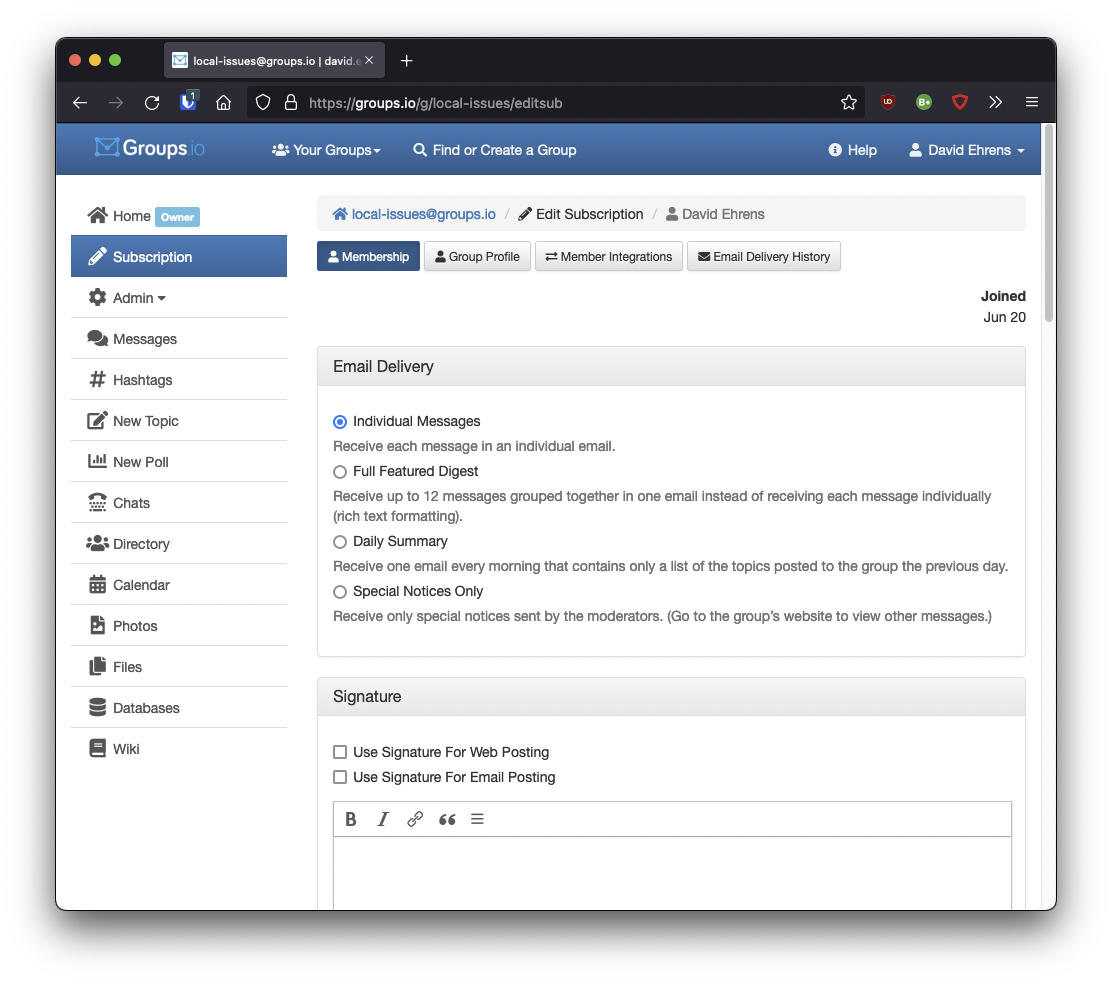 local-issues@groups.io | david.e
1
https://groups.io/g/local-issues/editsub
Groups.io
Your Groups
Find or Create a Group
Help
David Ehrens
Home Owner
Subscription
Admin
Messages
Hashtags
New Topic
New Poll
Chats
Directory
Calendar
Photos
Files
Databases
Wiki
local-issues@groups.io / Edit Subscription / David Ehrens
Membership
Group Profile
Member Integrations
Email Delivery History
Joined
Jun 20
Email Delivery
Individual Messages
Receive each message in an individual email.
Full Featured Digest
Receive up to 12 messages grouped together in one email instead of receiving each message individually
(rich text formatting).
Daily Summary
Receive one email every morning that contains only a list of the topics posted to the group the previous day.
Special Notices Only
Receive only special notices sent by the moderators. (Go to the group’s website to view other messages.)
Signature
Use Signature For Web Posting
Use Signature For Email Posting
B I